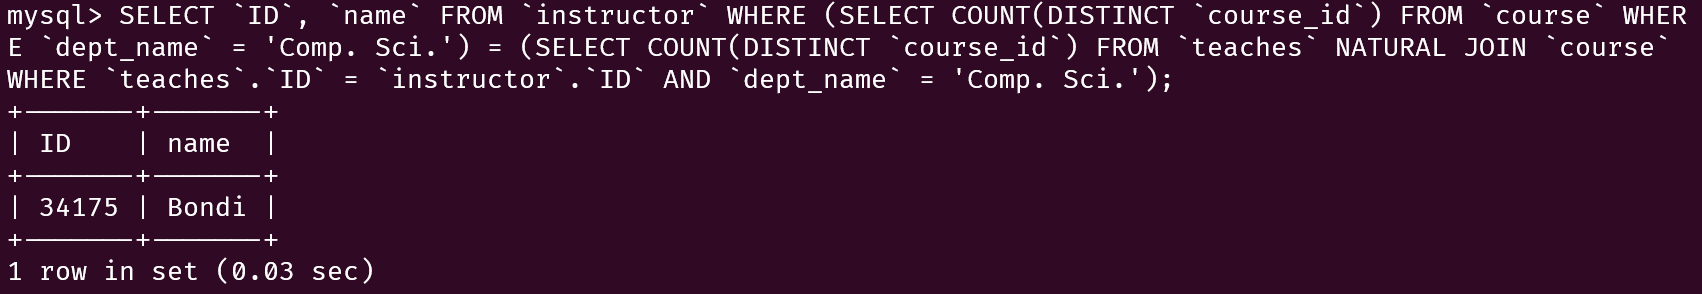 mysql> SELECT `ID`, `name` FROM `instructor` WHERE (SELECT COUNT(DISTINCT `course_id`) FROM `course` WHER
E `dept_name` = 'Comp. Sci.') = (SELECT COUNT(DISTINCT `course_id`) FROM `teaches` NATURAL JOIN `course`
WHERE `teaches`.`ID` = `instructor`.`ID` AND `dept_name` = 'Comp. Sci.');
+-------+-------+
| ID    | name  |
+-------+-------+
| 34175 | Bondi |
+-------+-------+
1 row in set (0.03 sec)